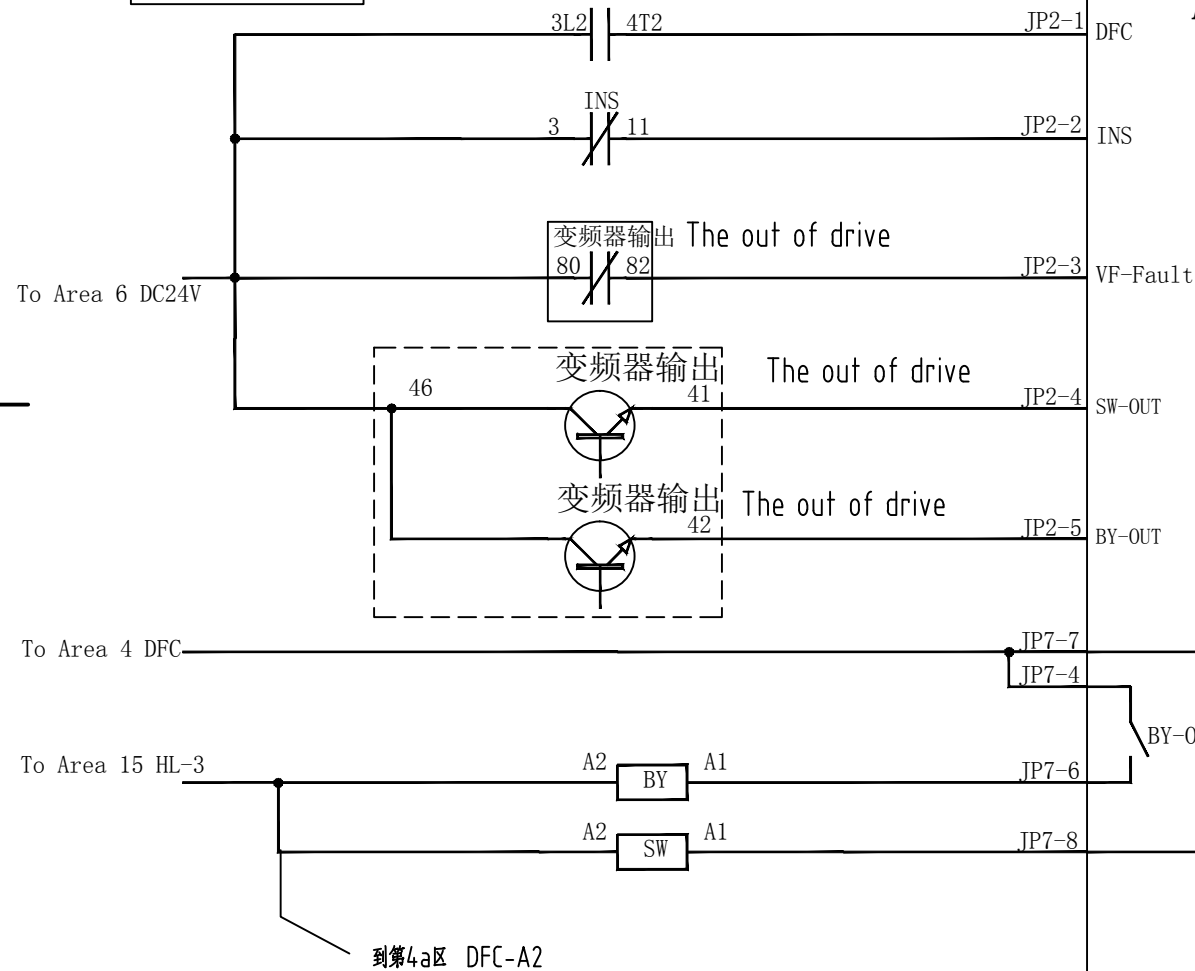 3L2 4T2 JP2-1 DFC
INS
3 11 JP2-2 INS
变频器输出 The out of drive
80 82 JP2-3 VF-Fault
To Area 6 DC24V
变频器输出 The out of drive
46 41 JP2-4 SW-OUT
变频器输出 The out of drive
42 JP2-5 BY-OUT
To Area 4 DFC JP7-7
JP7-4
BY-O
To Area 15 HL-3 A2 BY A1 JP7-6
A2 SW A1 JP7-8
到第4a区 DFC-A2